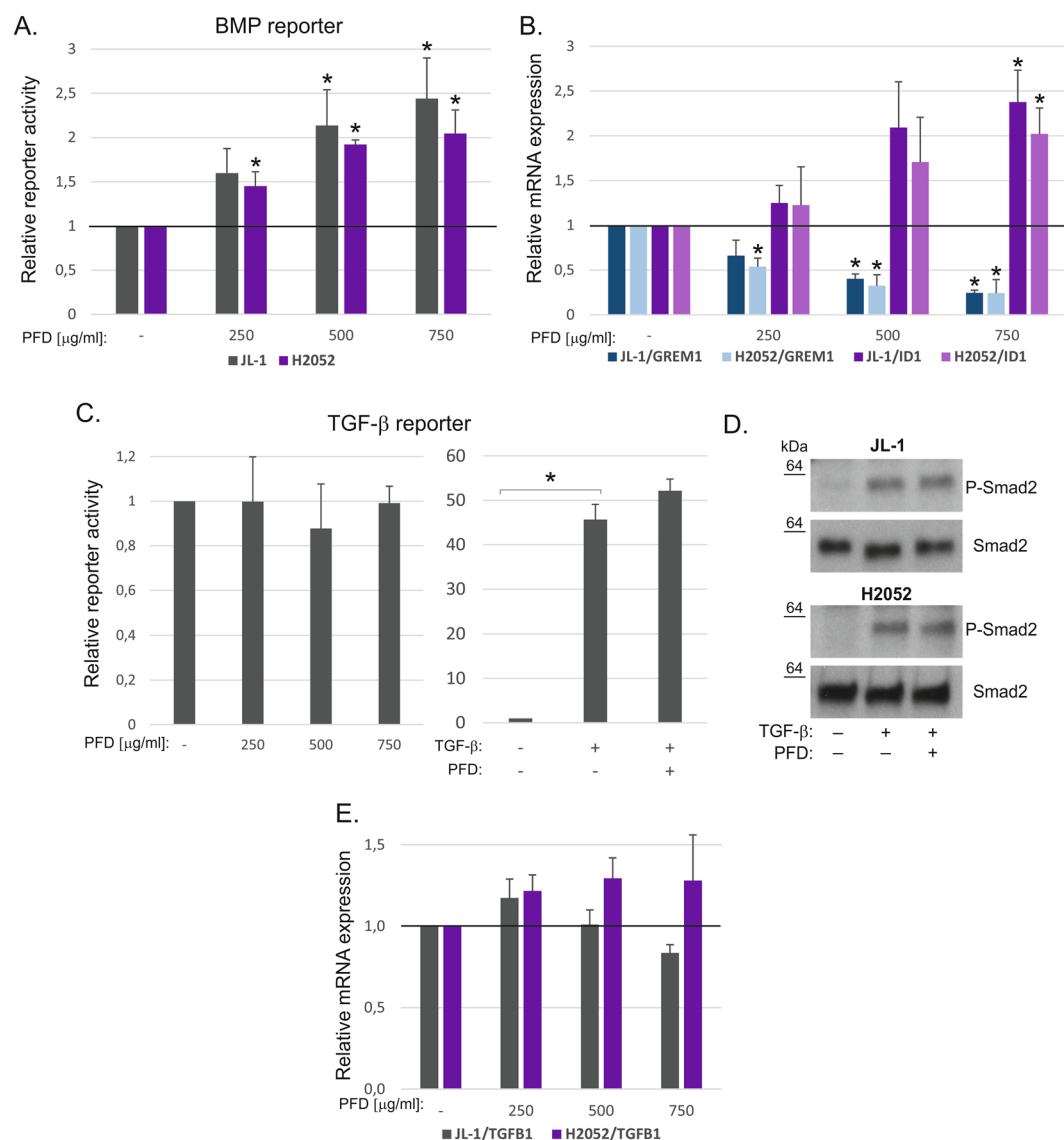 A.
BMP reporter
Relative reporter activity
3
2,5
2
1,5
1
0,5
0
* * * * *
PFD [μg/ml]: - 250 500 750
JL-1 H2052
B.
Relative mRNA expression
3
2,5
2
1,5
1
0,5
0
* * * * * * *
PFD [μg/ml]: - 250 500 750
JL-1/GREM1 H2052/GREM1 JL-1/ID1 H2052/ID1
C.
TGF-β reporter
Relative reporter activity
1,2
1
0,8
0,6
0,4
0,2
0
PFD [μg/ml]: - 250 500 750
60
50
40
30
20
10
0
*
TGF-β: - + +
PFD: - - +
D.
kDa
JL-1
64
P-Smad2
64
Smad2
H2052
64
P-Smad2
64
Smad2
TGF-β: – + +
PFD: – – +
E.
Relative mRNA expression
1,5
1,0
0,5
0,0
PFD [μg/ml]: - 250 500 750
JL-1/TGFB1 H2052/TGFB1